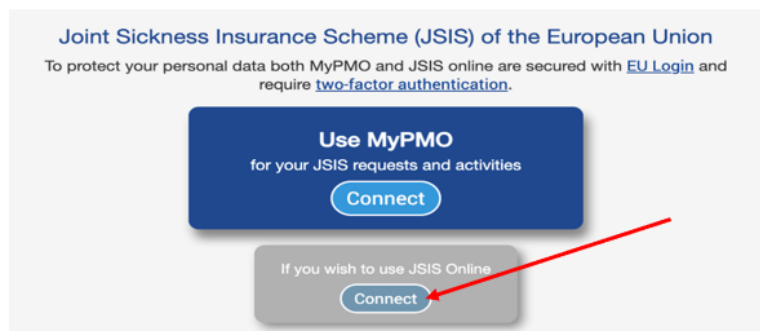 Joint Sickness Insurance Scheme (JSIS) of the European Union
To protect your personal data both MyPMO and JSIS online are secured with EU Login and
require two-factor authentication.
Use MyPMO
for your JSIS requests and activities
Connect
If you wish to use JSIS Online
Connect